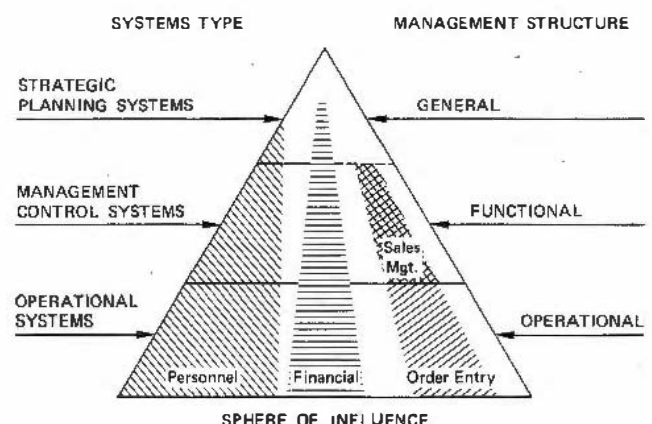 SYSTEMS TYPE
MANAGEMENT STRUCTURE
STRATEGIC
PLANNING SYSTEMS
GENERAL
MANAGEMENT
CONTROL SYSTEMS
FUNCTIONAL
Sales
Mgt.
OPERATIONAL
SYSTEMS
OPERATIONAL
Personnel
Financial
Order Entry
SPHERE OF INFLUENCE